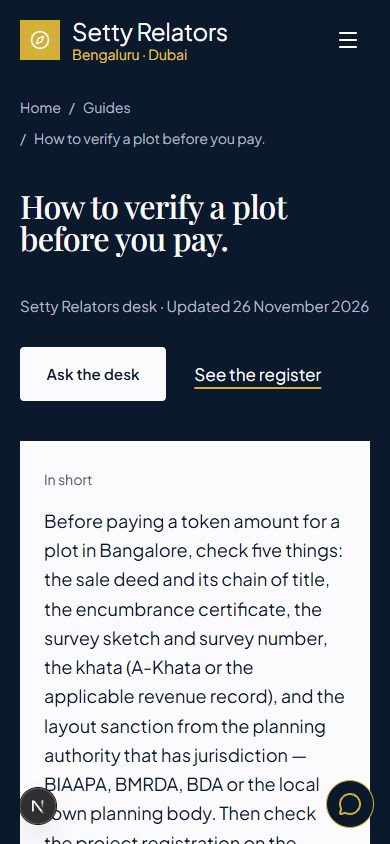 Setty Relators
Bengaluru · Dubai
Home / Guides
/ How to verify a plot before you pay.
How to verify a plot
before you pay.
Setty Relators desk · Updated 26 November 2026
Ask the desk
See the register
In short
Before paying a token amount for a
plot in Bangalore, check five things:
the sale deed and its chain of title,
the encumbrance certificate, the
survey sketch and survey number,
the khata (A-Khata or the
applicable revenue record), and the
layout sanction from the planning
authority that has jurisdiction —
BIAAPA, BMRDA, BDA or the local
N
town planning body. Then check
the project registration on the